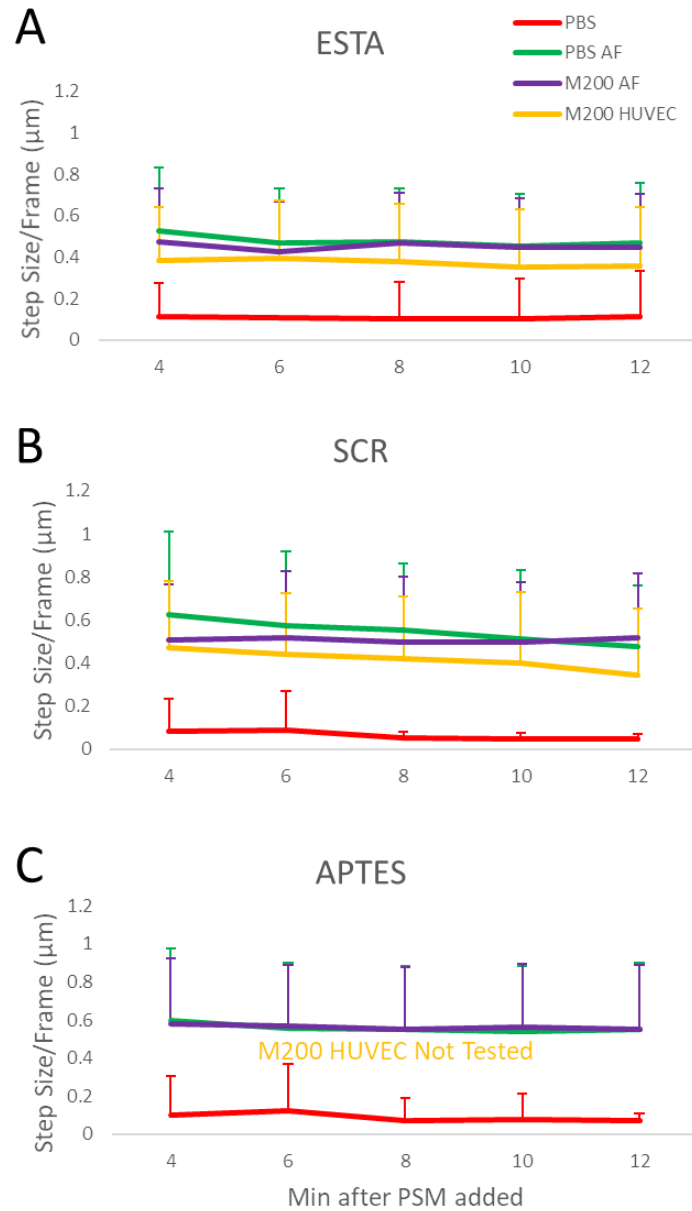 A
ESTA
PBS
PBS AF
M200 AF
M200 HUVEC
Step Size/Frame (µm)
1.2
1
0.8
0.6
0.4
0.2
0
4 6 8 10 12
B
SCR
Step Size/Frame (µm)
1.2
1
0.8
0.6
0.4
0.2
0
4 6 8 10 12
C
APTES
Step Size/Frame (µm)
1.2
1
0.8
0.6
0.4
0.2
0
M200 HUVEC Not Tested
4 6 8 10 12
Min after PSM added